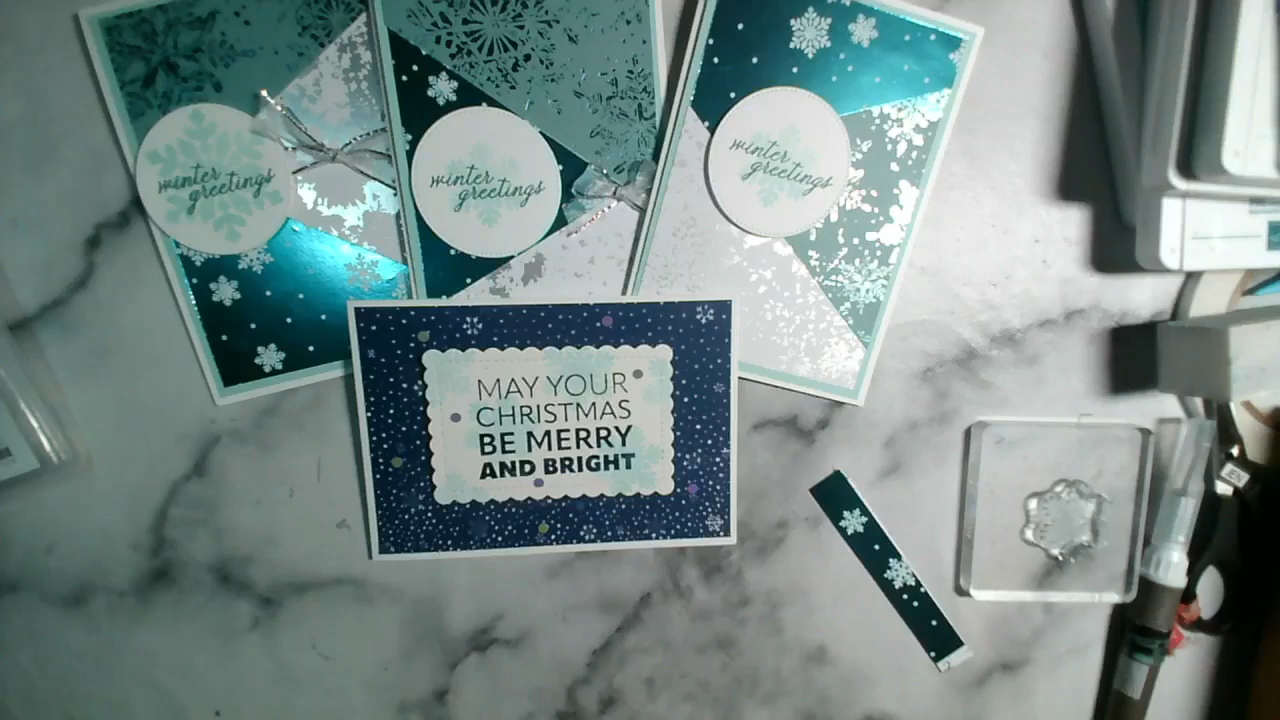 winter
greetings
winter
greetings
winter
greetings
MAY YOUR
CHRISTMAS
BE MERRY
AND BRIGHT